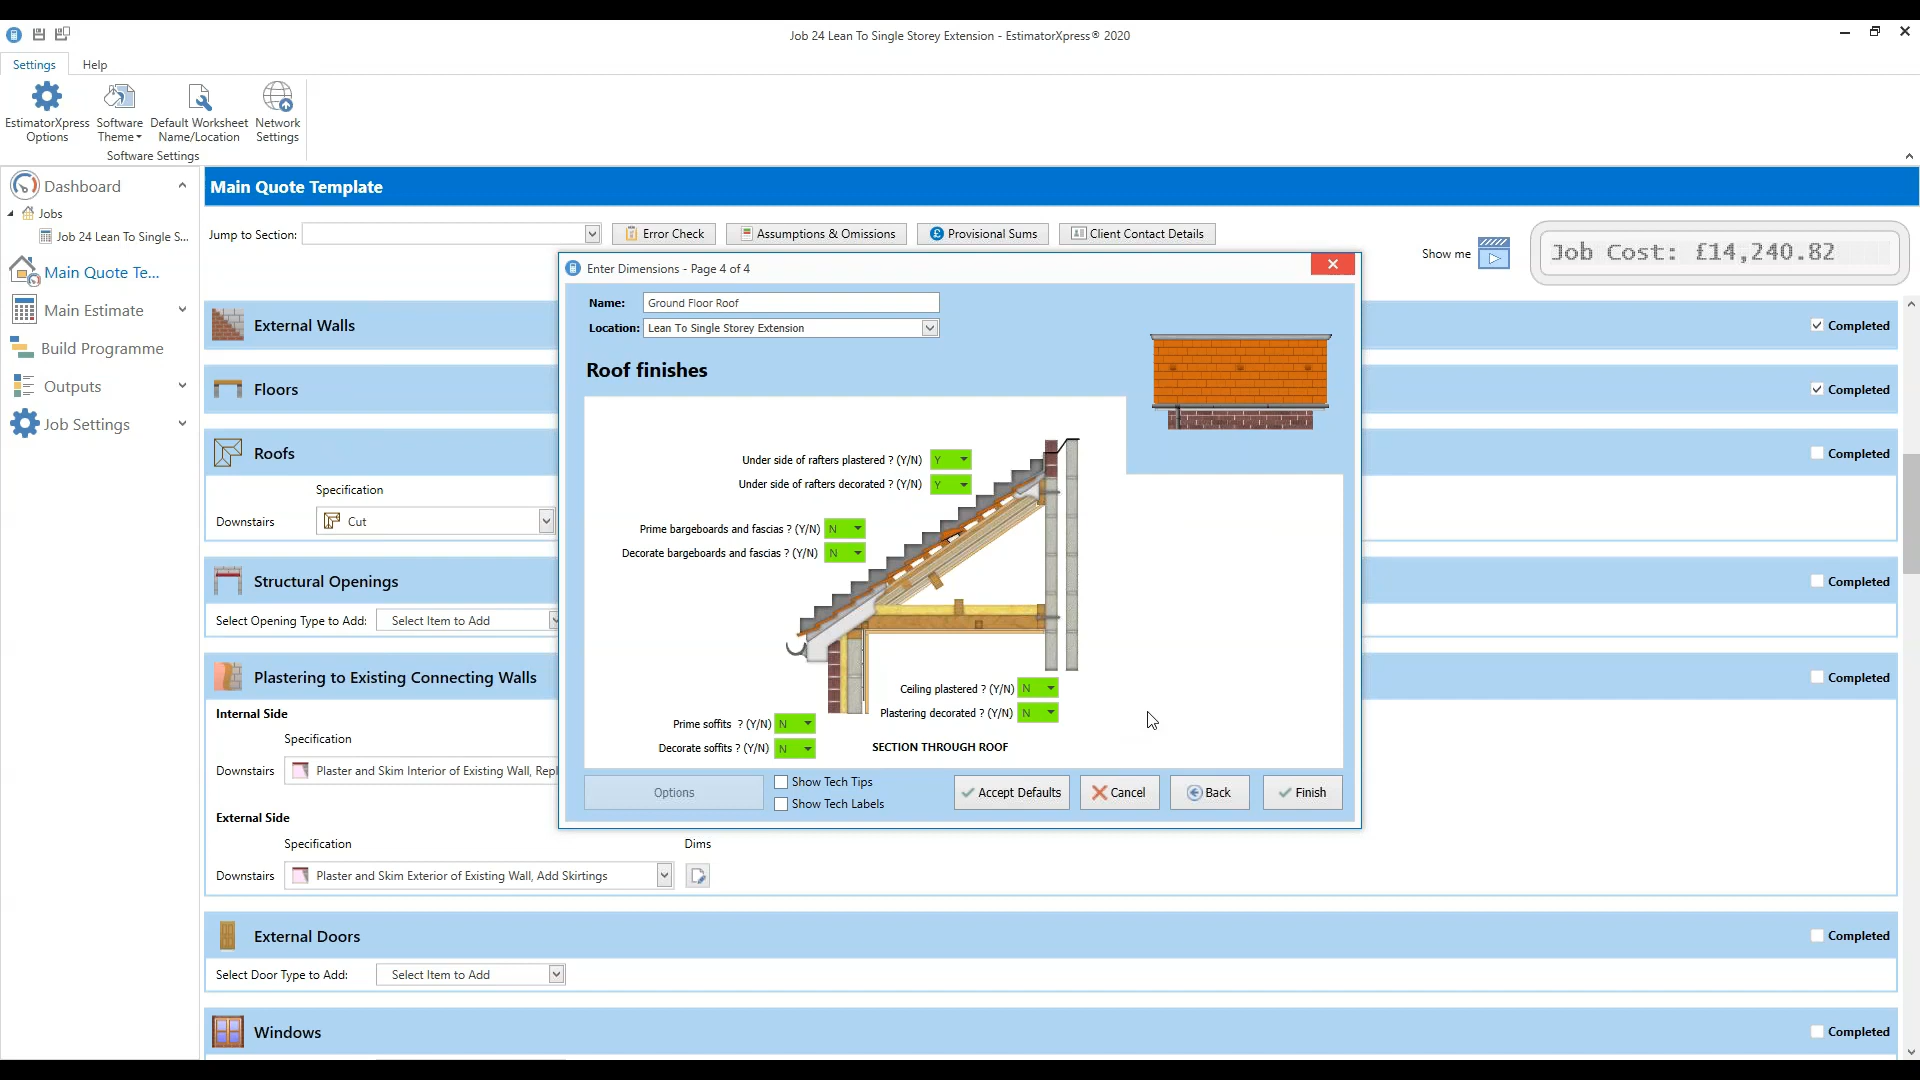 Job 24 Lean To Single Storey Extension - EstimatorXpress® 2020
Settings
Help
EstimatorXpress
Options
Software
Theme
Default Worksheet
Name/Location
Network
Settings
Software Settings
Dashboard
Jobs
Job 24 Lean To Single S...
Main Quote Te...
Main Estimate
Build Programme
Outputs
Job Settings
Main Quote Template
Jump to Section:
Error Check
Assumptions & Omissions
Provisional Sums
Client Contact Details
Show me
Job Cost: £14,240.82
External Walls
Completed
Floors
Completed
Roofs
Completed
Specification
Downstairs
Cut
Structural Openings
Completed
Select Opening Type to Add:
Select Item to Add
Plastering to Existing Connecting Walls
Completed
Internal Side
Specification
Downstairs
Plaster and Skim Interior of Existing Wall, Repl
External Side
Specification
Dims
Downstairs
Plaster and Skim Exterior of Existing Wall, Add Skirtings
External Doors
Completed
Select Door Type to Add:
Select Item to Add
Windows
Completed
Enter Dimensions - Page 4 of 4
Name:
Ground Floor Roof
Location:
Lean To Single Storey Extension
Roof finishes
Under side of rafters plastered ? (Y/N)
Y
Under side of rafters decorated ? (Y/N)
Y
Prime bargeboards and fascias ? (Y/N)
N
Decorate bargeboards and fascias ? (Y/N)
N
Ceiling plastered ? (Y/N)
N
Plastering decorated ? (Y/N)
N
Prime soffits ? (Y/N)
N
Decorate soffits ? (Y/N)
N
SECTION THROUGH ROOF
Options
Show Tech Tips
Show Tech Labels
Accept Defaults
Cancel
Back
Finish